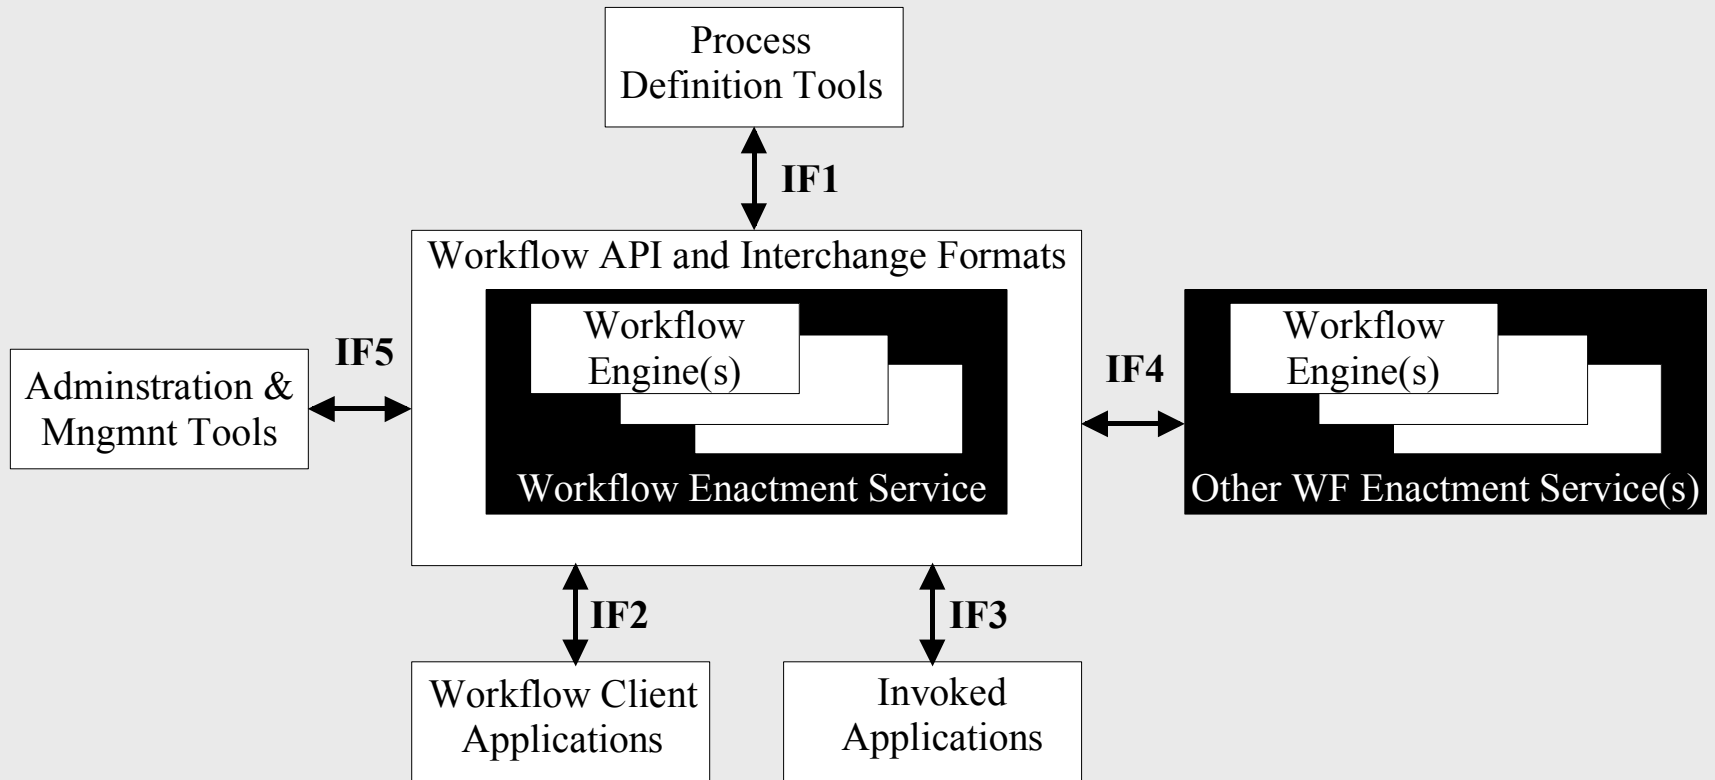 Process
Definition Tools
IF1
Workflow API and Interchange Formats
Workflow
Engine(s)
Workflow Enactment Service
IF5
Adminstration &
Mngmnt Tools
IF4
Workflow
Engine(s)
Other WF Enactment Service(s)
IF2
IF3
Workflow Client
Applications
Invoked
Applications